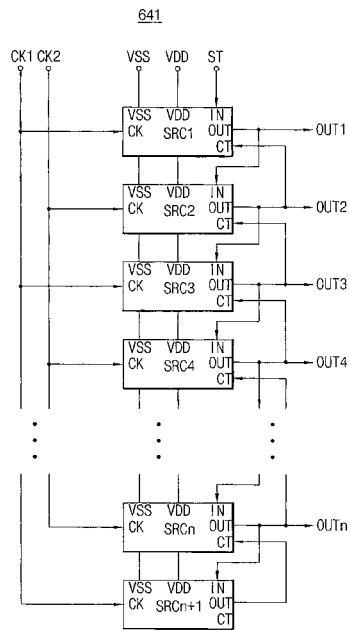 641
CK1 CK2 VSS VDD ST
VSS VDD IN
CK SRC1 OUT
CT
OUT1
VSS VDD IN
CK SRC2 OUT
CT
OUT2
VSS VDD IN
CK SRC3 OUT
CT
OUT3
VSS VDD IN
CK SRC4 OUT
CT
OUT4
VSS VDD IN
CK SRCn OUT
CT
OUTn
VSS VDD IN
CK SRCn+1 OUT
CT